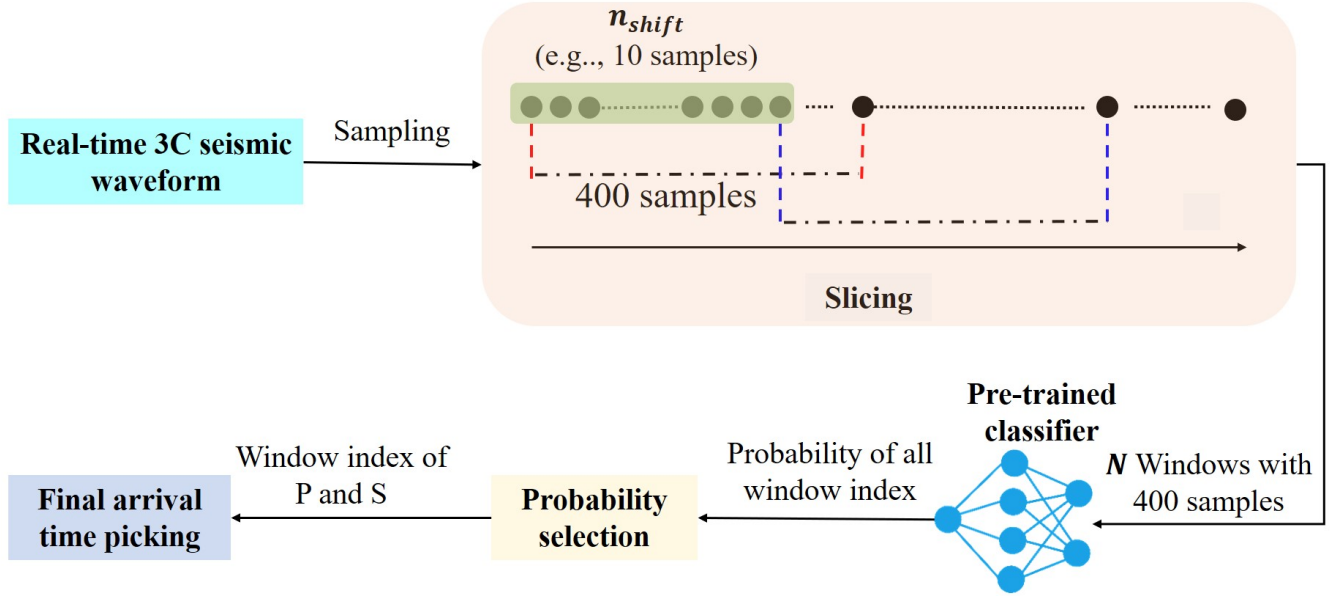 n_shift
(e.g.., 10 samples)
Real-time 3C seismic
waveform
Sampling
400 samples
Slicing
Pre-trained
classifier
N Windows with
400 samples
Probability of all
window index
Probability
selection
Window index of
P and S
Final arrival
time picking